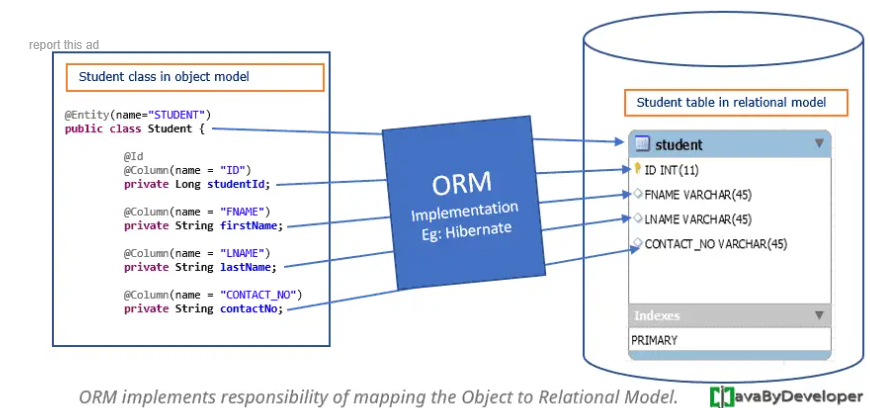 report this ad
Student class in object model
@Entity(name="STUDENT")
public class Student {
@Id
@Column(name = "ID")
private Long studentId;
@Column(name = "FNAME")
private String firstName;
@Column(name = "LNAME")
private String lastName;
@Column(name = "CONTACT_NO")
private String contactNo;
ORM
Implementation
Eg: Hibernate
Student table in relational model
student
ID INT(11)
FNAME VARCHAR(45)
LNAME VARCHAR(45)
CONTACT_NO VARCHAR(45)
Indexes
PRIMARY
ORM implements responsibility of mapping the Object to Relational Model.
JavaByDeveloper